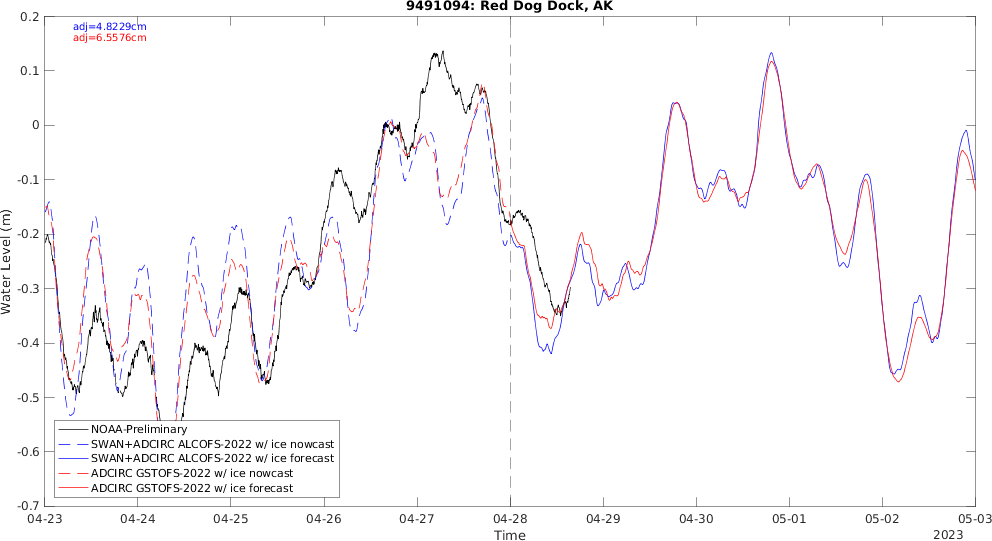 9491094: Red Dog Dock, AK
adj=4.8229cm
adj=6.5576cm
0.2
0.1
0
-0.1
-0.2
-0.3
-0.4
-0.5
-0.6
-0.7
Water Level (m)
NOAA-Preliminary
SWAN+ADCIRC ALCOFS-2022 w/ ice nowcast
SWAN+ADCIRC ALCOFS-2022 w/ ice forecast
ADCIRC GSTOFS-2022 w/ ice nowcast
ADCIRC GSTOFS-2022 w/ ice forecast
04-23 04-24 04-25 04-26 04-27 04-28 04-29 04-30 05-01 05-02 05-03
Time
2023